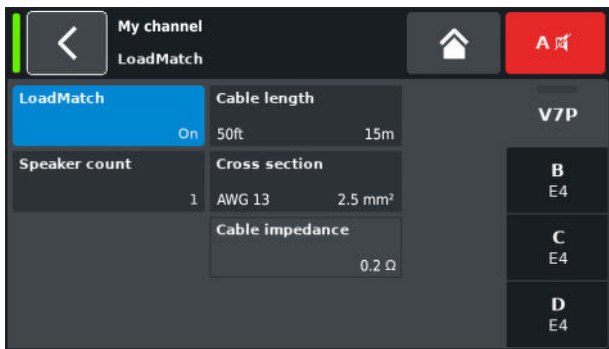 My channel
LoadMatch
A
LoadMatch
On
Cable length
50ft 15m
V7P
Speaker count
1
Cross section
AWG 13 2.5 mm²
B
E4
Cable impedance
0.2 Ω
C
E4
D
E4